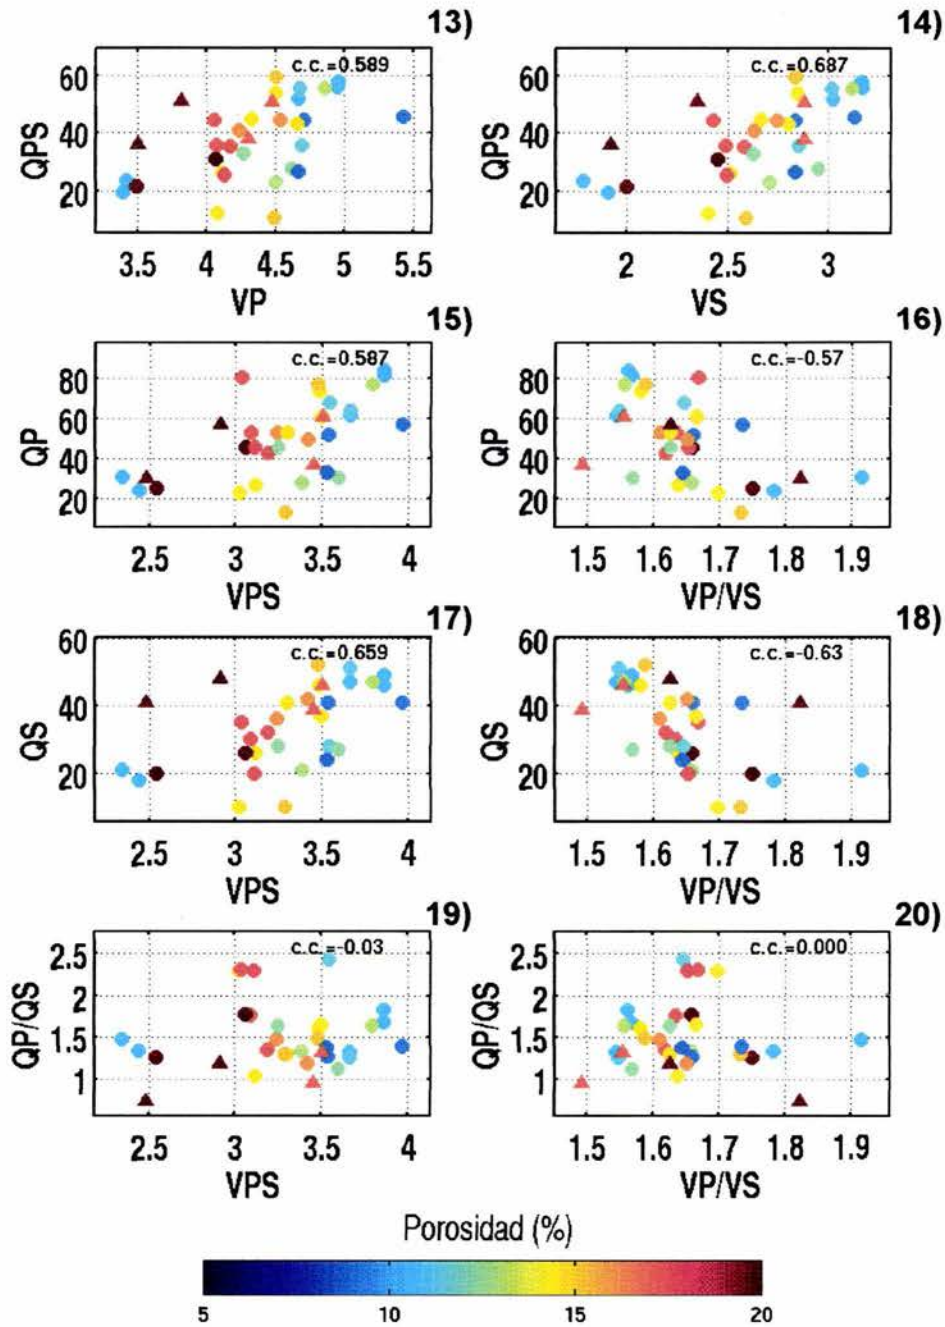 13)
c.c.=0.589
60
40
20
QPS
3.5 4 4.5 5 5.5
VP
14)
c.c.=0.687
60
40
20
QPS
2 2.5 3
VS
15)
c.c.=0.587
80
60
40
20
QP
2.5 3 3.5 4
VPS
16)
c.c.=-0.57
80
60
40
20
QP
1.5 1.6 1.7 1.8 1.9
VP/VS
17)
c.c.=0.659
60
40
20
QS
2.5 3 3.5 4
VPS
18)
c.c.=-0.63
60
40
20
QS
1.5 1.6 1.7 1.8 1.9
VP/VS
19)
c.c.=-0.03
2.5
2
1.5
1
QP/QS
2.5 3 3.5 4
VPS
20)
c.c.=0.000
2.5
2
1.5
1
QP/QS
1.5 1.6 1.7 1.8 1.9
VP/VS
Porosidad (%)
5 10 15 20